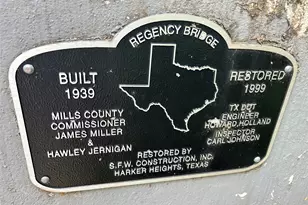 REGENCY BRIDGE
BUILT
1939
MILLS COUNTY
COMMISSIONER
JAMES MILLER
&
HAWLEY JERNIGAN
RESTORED
1999
TX DOT
ENGINEER
HOWARD HOLLAND
INSPECTOR
CARL JOHNSON
RESTORED BY
S.F.W. CONSTRUCTION, INC.
HARKER HEIGHTS, TEXAS